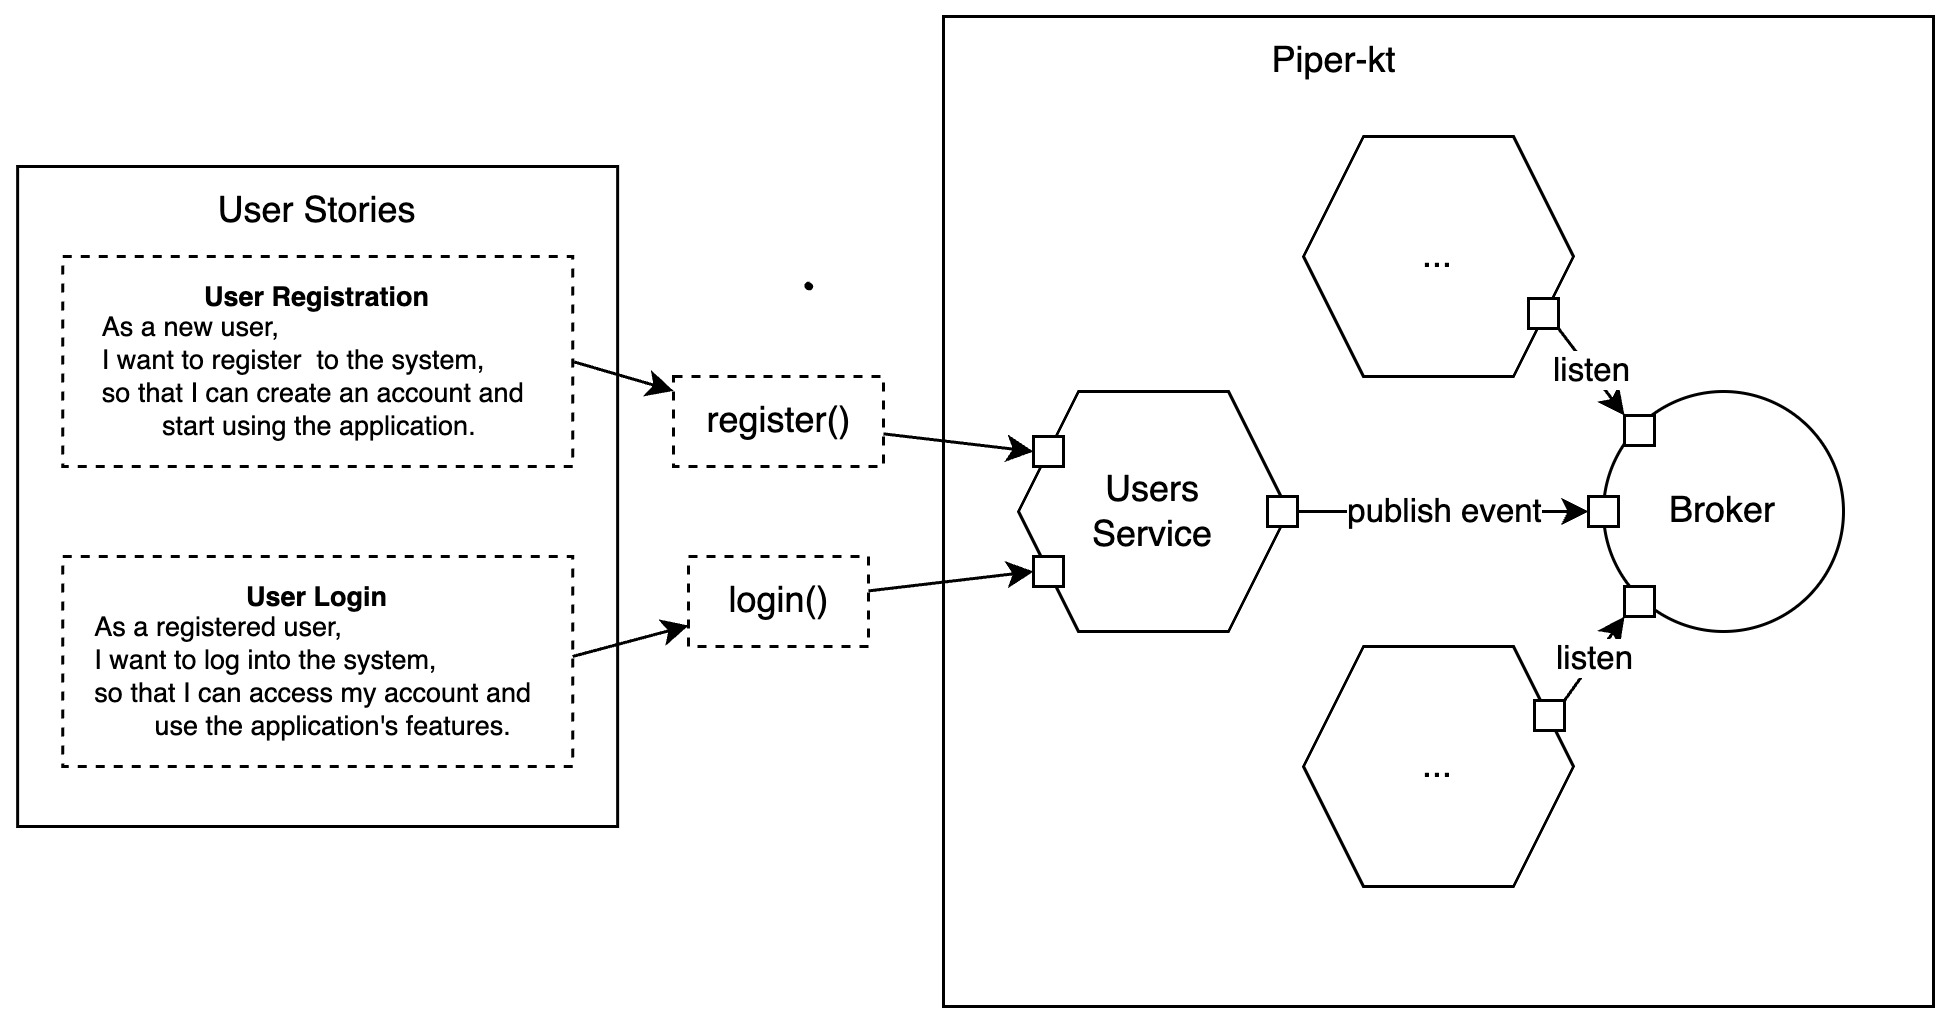 Piper-kt
User Stories
User Registration
As a new user,
I want to register  to the system,
so that I can create an account and
start using the application.
register()
User Login
As a registered user,
I want to log into the system,
so that I can access my account and
use the application's features.
login()
Users
Service
publish event
Broker
...
listen
...
listen